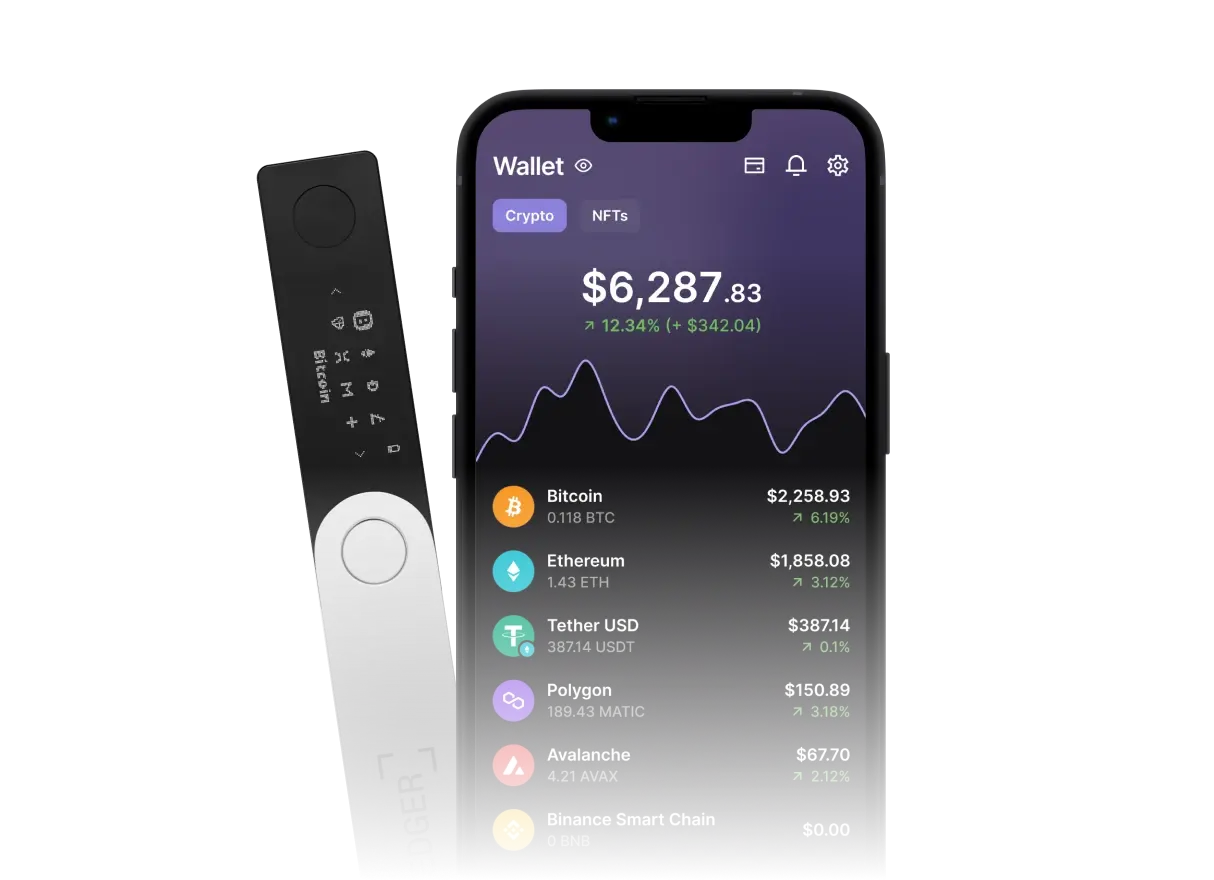 Wallet
Crypto
NFTs
$6,287.83
12.34% (+ $342.04)
Bitcoin
$2,258.93
0.118 BTC
6.19%
Ethereum
$1,858.08
1.43 ETH
3.12%
Tether USD
$387.14
387.14 USDT
0.1%
Polygon
$150.89
189.43 MATIC
3.18%
Avalanche
$67.70
4.21 AVAX
2.12%
Binance Smart Chain
$0.00
0 BNB
Bitcoin